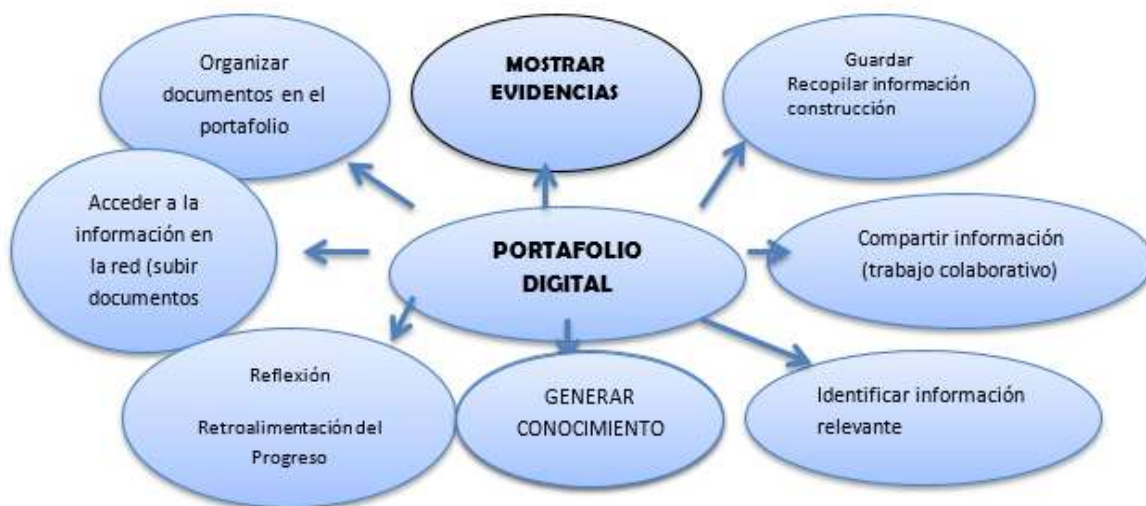 Organizar
documentos en el
portafolio
MOSTRAR
EVIDENCIAS
Guardar
Recopilar información
construcción
Acceder a la
información en
la red (subir
documentos
PORTAFOLIO
DIGITAL
Compartir información
(trabajo colaborativo)
Reflexión
Retroalimentación del
Progreso
GENERAR
CONOCIMIENTO
Identificar información
relevante